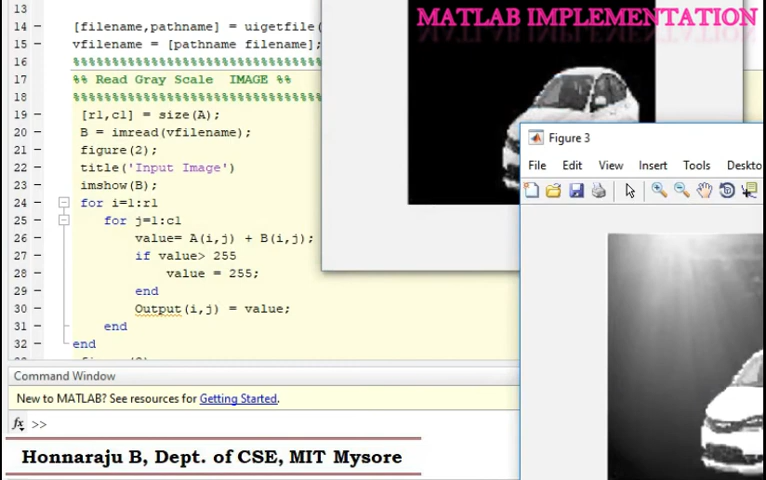 MATLAB IMPLEMENTATION
13
14 [filename,pathname] = uigetfile(
15 vfilename = [pathname filename];
16 %%%%%%%%%%%%%%%%%%%%%%%%%%%%%%%%
17 %% Read Gray Scale  IMAGE %%
18 %%%%%%%%%%%%%%%%%%%%%%%%%%%%%%%%
19 [r1,c1] = size(A);
20 B = imread(vfilename);
21 figure(2);
22 title('Input Image')
23 imshow(B);
24 for i=1:r1
25 for j=1:c1
26 value= A(i,j) + B(i,j);
27 if value> 255
28 value = 255;
29 end
30 Output(i,j) = value;
31 end
32 end
Figure 3
File Edit View Insert Tools Deskto
Command Window
New to MATLAB? See resources for Getting Started.
fx >>
Honnaraju B, Dept. of CSE, MIT Mysore